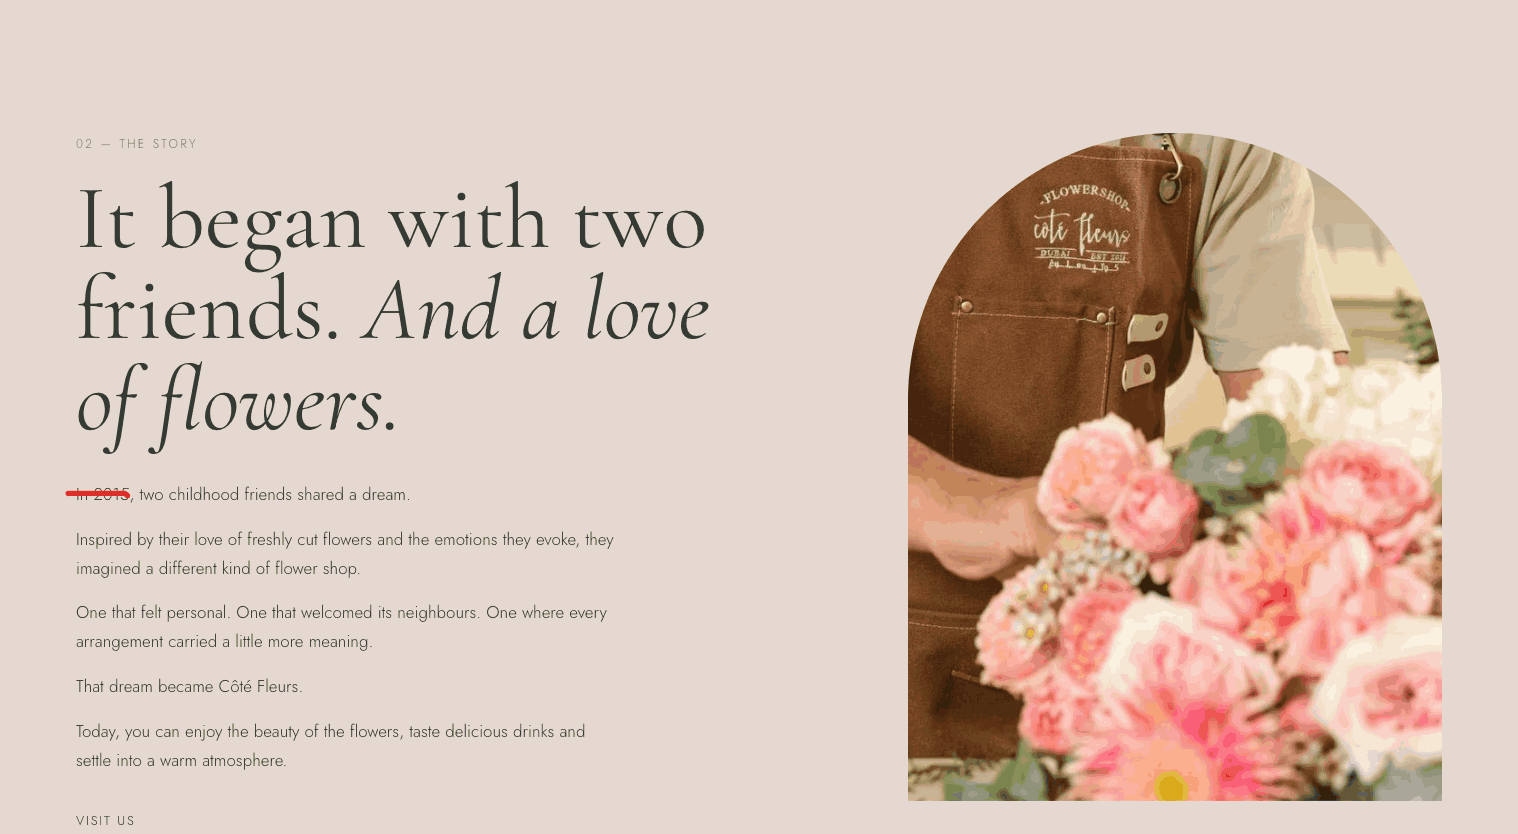 02 — THE STORY
It began with two
friends. And a love
of flowers.
In 2015, two childhood friends shared a dream.
Inspired by their love of freshly cut flowers and the emotions they evoke, they
imagined a different kind of flower shop.
One that felt personal. One that welcomed its neighbours. One where every
arrangement carried a little more meaning.
That dream became Côté Fleurs.
Today, you can enjoy the beauty of the flowers, taste delicious drinks and
settle into a warm atmosphere.
VISIT US
FLOWERSHOP
côté fleurs
DUBAI EST